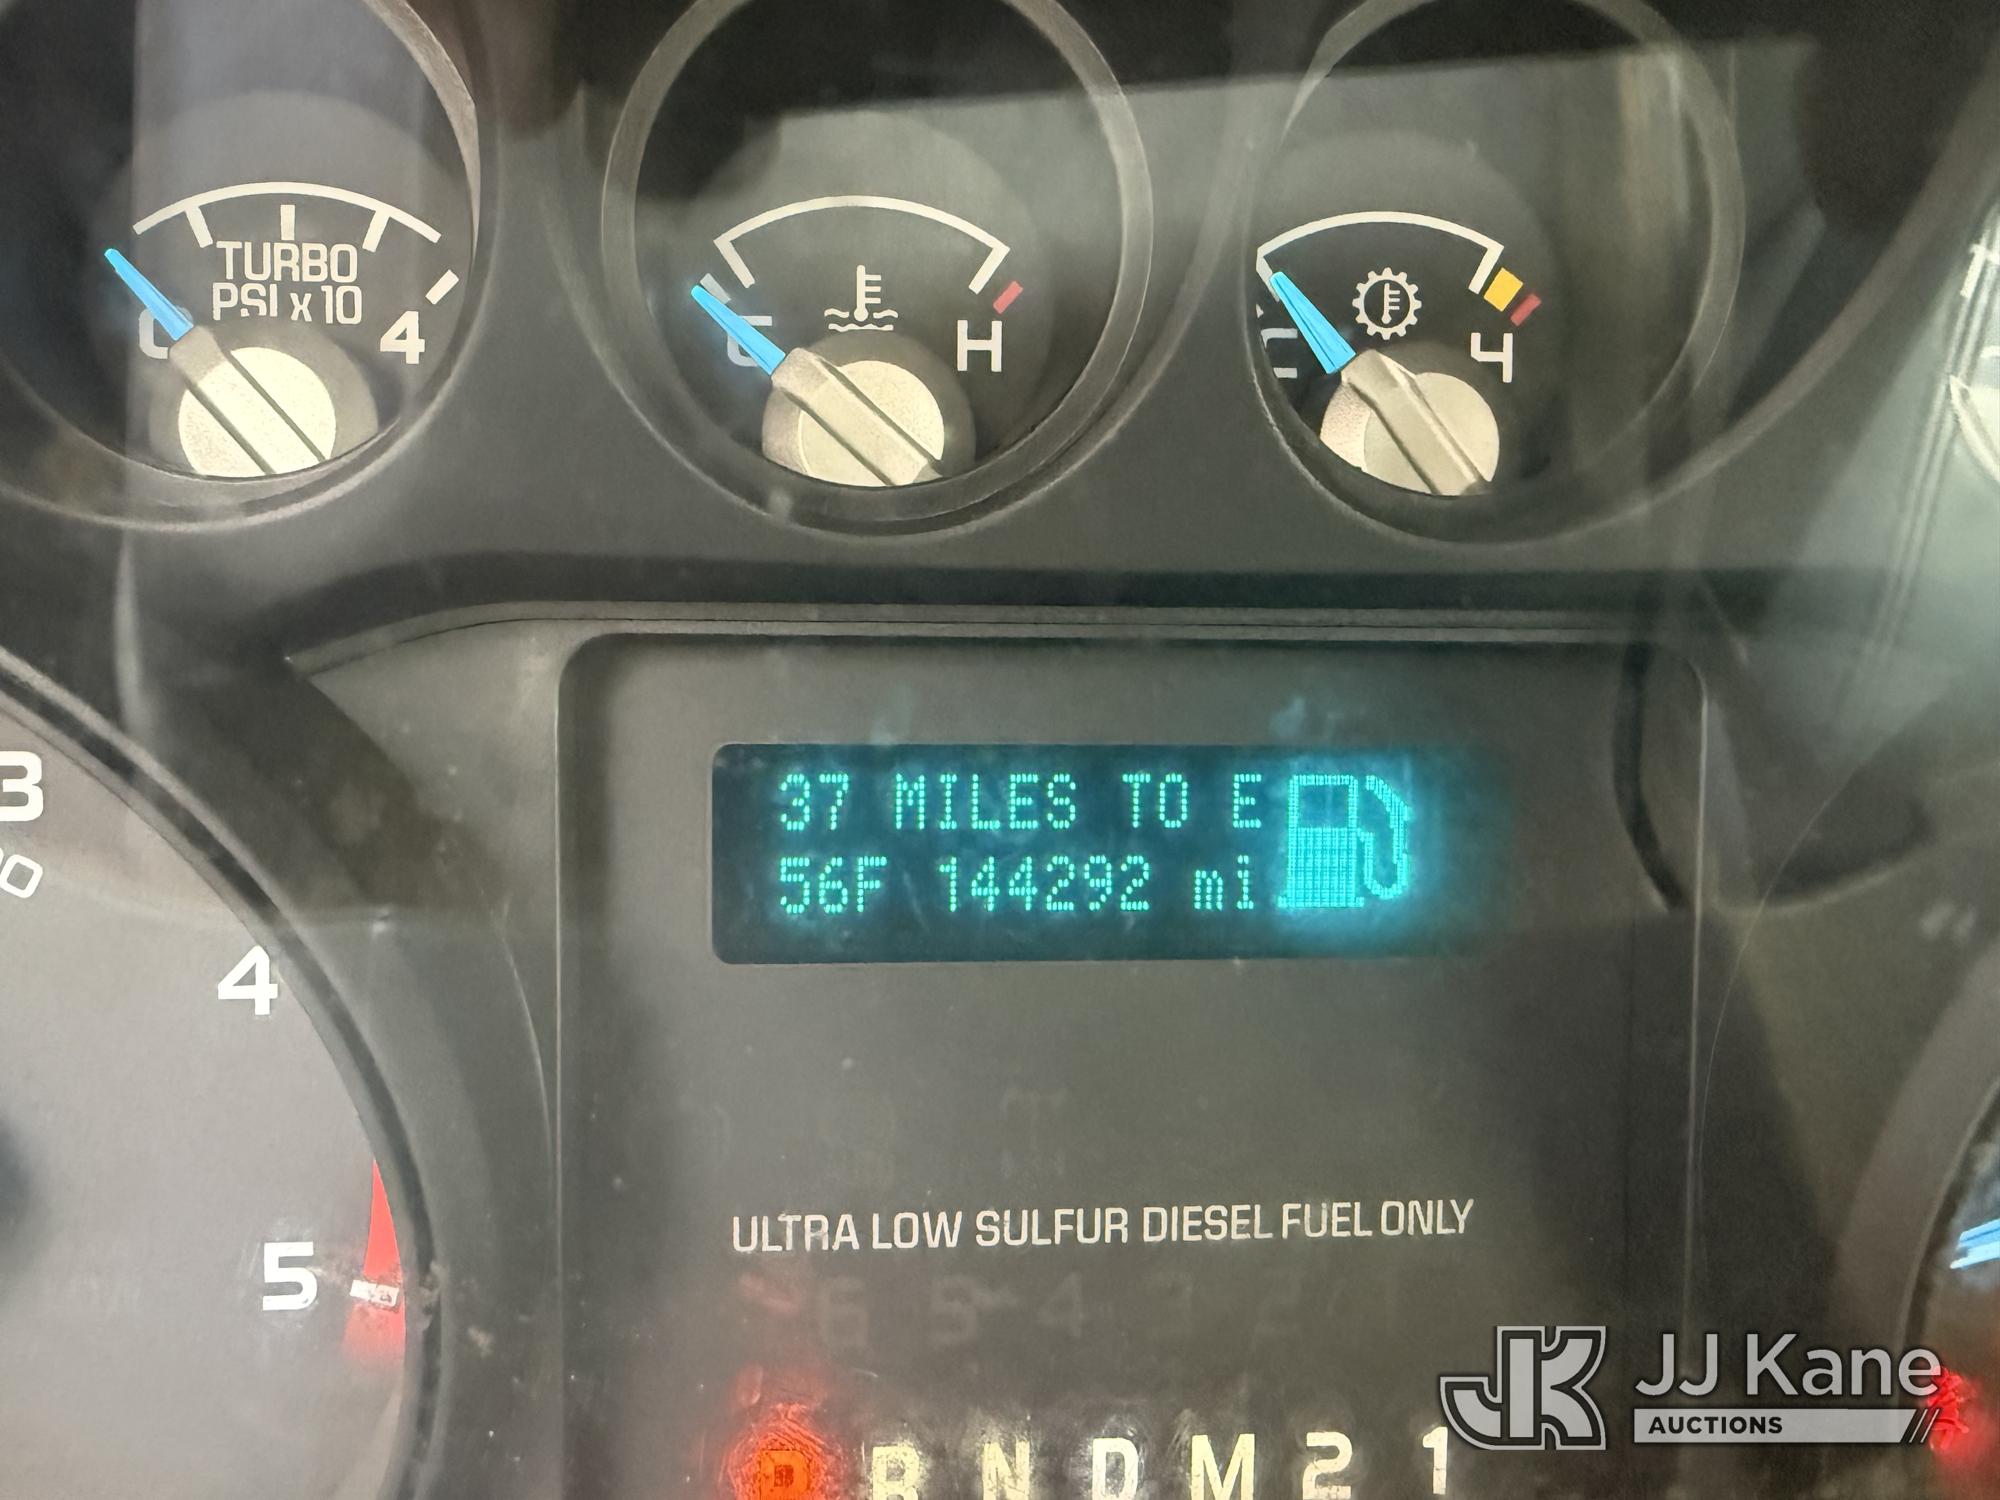 TURBO
PSI x 10
4
H
4
3
37 MILES TO E
56F 144292 mi
4
ULTRA LOW SULFUR DIESEL FUEL ONLY
5
P R N D M 2 1
JK JJ Kane
AUCTIONS